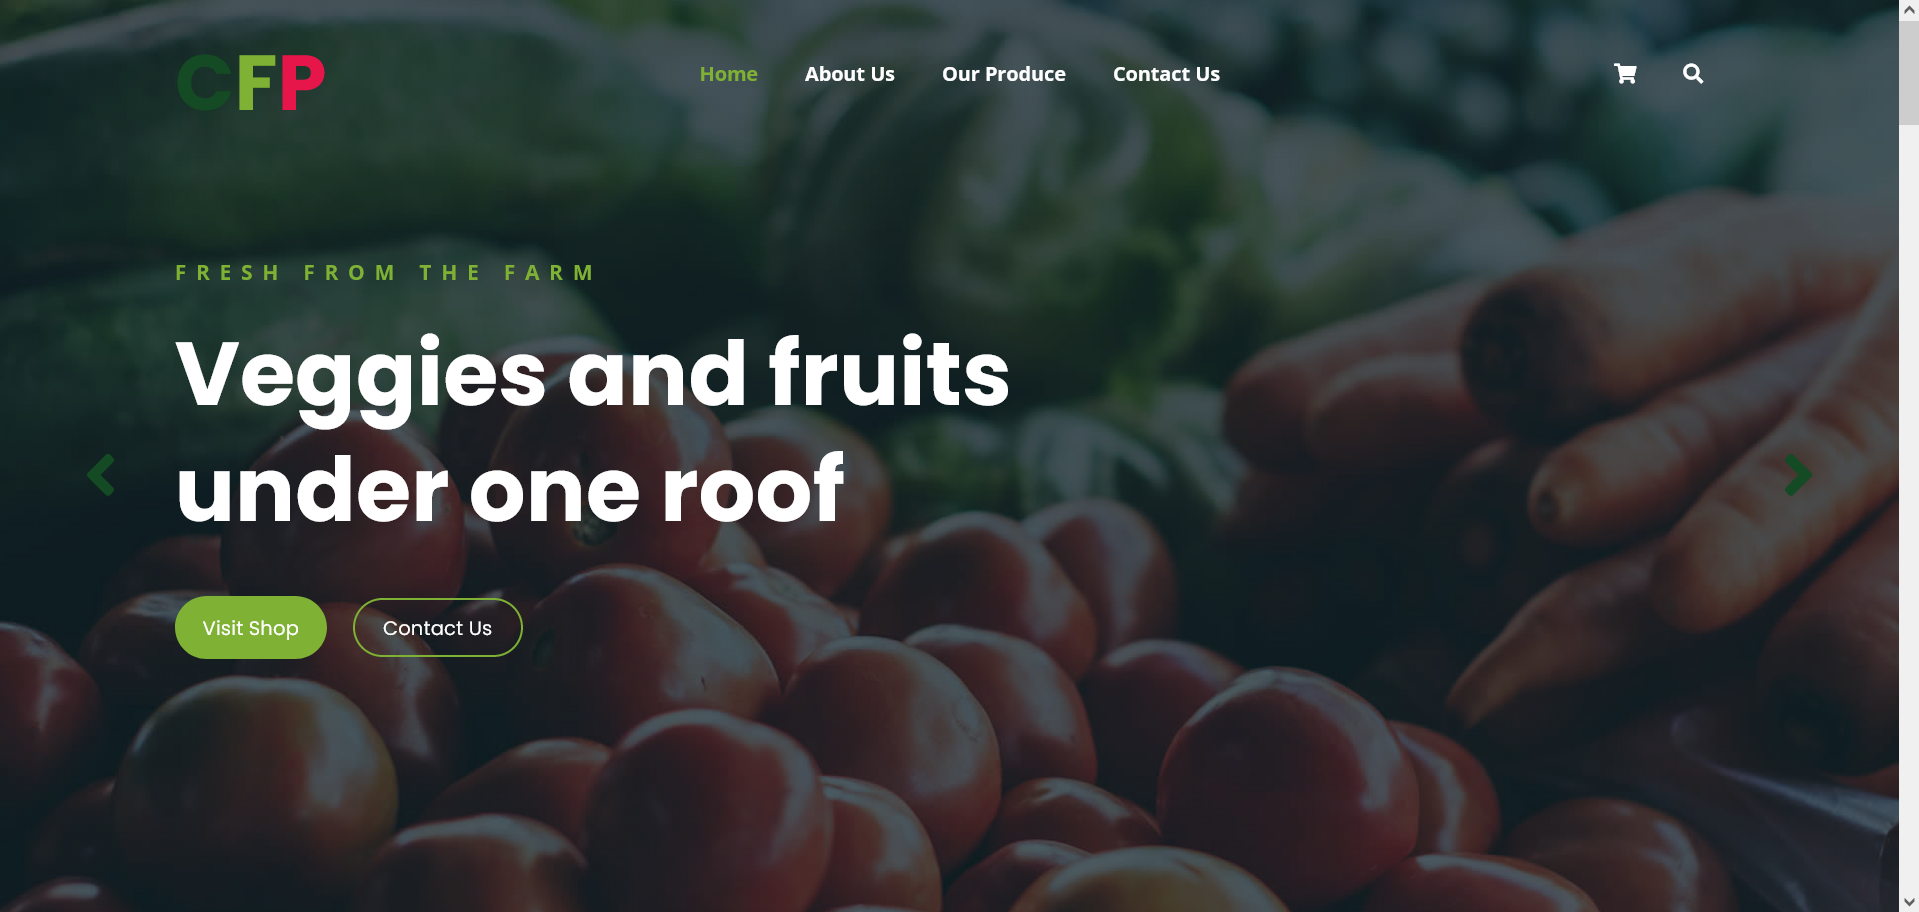 CFP
Home
About Us
Our Produce
Contact Us
FRESH FROM THE FARM
Veggies and fruits
under one roof
Visit Shop
Contact Us